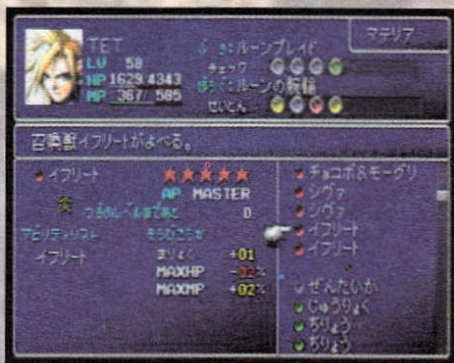 TET
LV 58
HP 1629/4343
MP 367/505
ぶき:ルーンブレイド
チェック
ぼうぐ:ルーンの腕輪
せいとん
マテリア
召喚獣イフリートがよべる。
イフリート
★★★★★
AP MASTER
つぎのレベルまであと 0
アビリティリスト そうびこうか
イフリート
まりょく +01
MAXHP -02%
MAXMP +02%
チョコボ&モーグリ
シヴァ
シヴァ
イフリート
イフリート
ぜんたいか
じゅうりょく
ちりょう
ちりょう